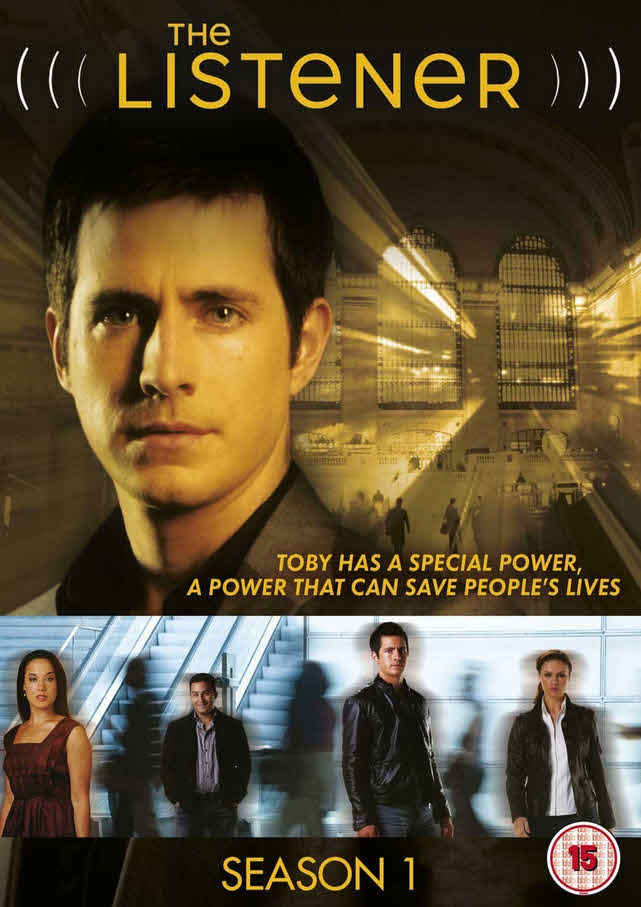 THE
LISTENER
TOBY HAS A SPECIAL POWER,
A POWER THAT CAN SAVE PEOPLE'S LIVES
SEASON 1
15